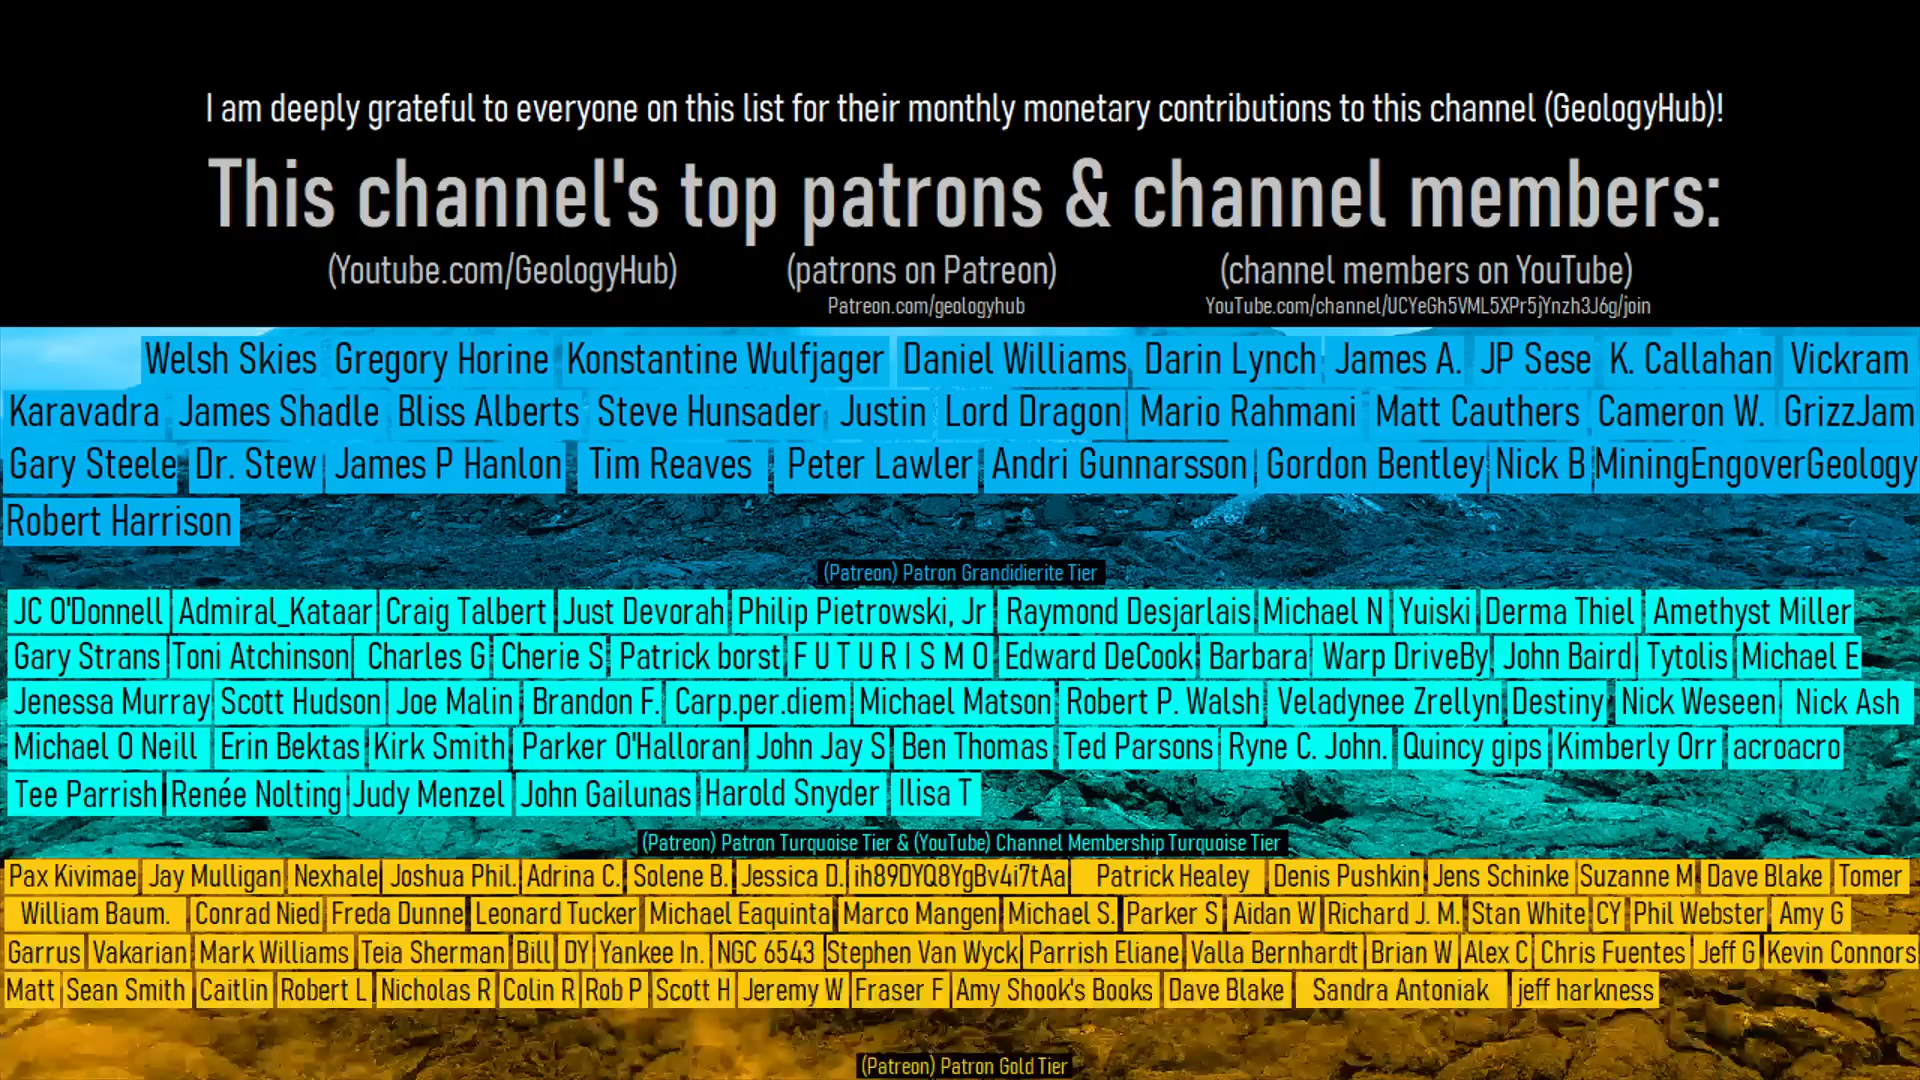 I am deeply grateful to everyone on this list for their monthly monetary contributions to this channel (GeologyHub)!
This channel's top patrons & channel members:
(Youtube.com/GeologyHub) (patrons on Patreon) (channel members on YouTube)
Patreon.com/geologyhub YouTube.com/channel/UCYeGh5VML5XPr5jYnzh3J6g/join
Welsh Skies Gregory Horine Konstantine Wulfjager Daniel Williams Darin Lynch James A. JP Sese K. Callahan Vickram
Karavadra James Shadle Bliss Alberts Steve Hunsader Justin Lord Dragon Mario Rahmani Matt Cauthers Cameron W. GrizzJam
Gary Steele Dr. Stew James P Hanlon Tim Reaves Peter Lawler Andri Gunnarsson Gordon Bentley Nick B MiningEngoverGeology
Robert Harrison
(Patreon) Patron Grandidierite Tier
JC O'Donnell Admiral_Kataar Craig Talbert Just Devorah Philip Pietrowski, Jr Raymond Desjarlais Michael N Yuiski Derma Thiel Amethyst Miller
Gary Strans Toni Atchinson Charles G Cherie S Patrick borst F U T U R I S M O Edward DeCook Barbara Warp DriveBy John Baird Tytolis Michael E
Jenessa Murray Scott Hudson Joe Malin Brandon F. Carp.per.diem Michael Matson Robert P. Walsh Veladynee Zrellyn Destiny Nick Weseen Nick Ash
Michael O Neill Erin Bektas Kirk Smith Parker O'Halloran John Jay S Ben Thomas Ted Parsons Ryne C. John. Quincy gips Kimberly Orr acroacro
Tee Parrish Renée Nolting Judy Menzel John Gailunas Harold Snyder Ilisa T
(Patreon) Patron Turquoise Tier & (YouTube) Channel Membership Turquoise Tier
Pax Kivimae Jay Mulligan Nexhale Joshua Phil. Adrina C. Solene B. Jessica D. ih89DYQ8YgBv4i7tAa Patrick Healey Denis Pushkin Jens Schinke Suzanne M Dave Blake Tomer
William Baum. Conrad Nied Freda Dunne Leonard Tucker Michael Eaquinta Marco Mangen Michael S. Parker S Aidan W Richard J. M. Stan White CY Phil Webster Amy G
Garrus Vakarian Mark Williams Teia Sherman Bill DY Yankee In. NGC 6543 Stephen Van Wyck Parrish Eliane Valla Bernhardt Brian W Alex C Chris Fuentes Jeff G Kevin Connors
Matt Sean Smith Caitlin Robert L Nicholas R Colin R Rob P Scott H Jeremy W Fraser F Amy Shook's Books Dave Blake Sandra Antoniak jeff harkness
(Patreon) Patron Gold Tier